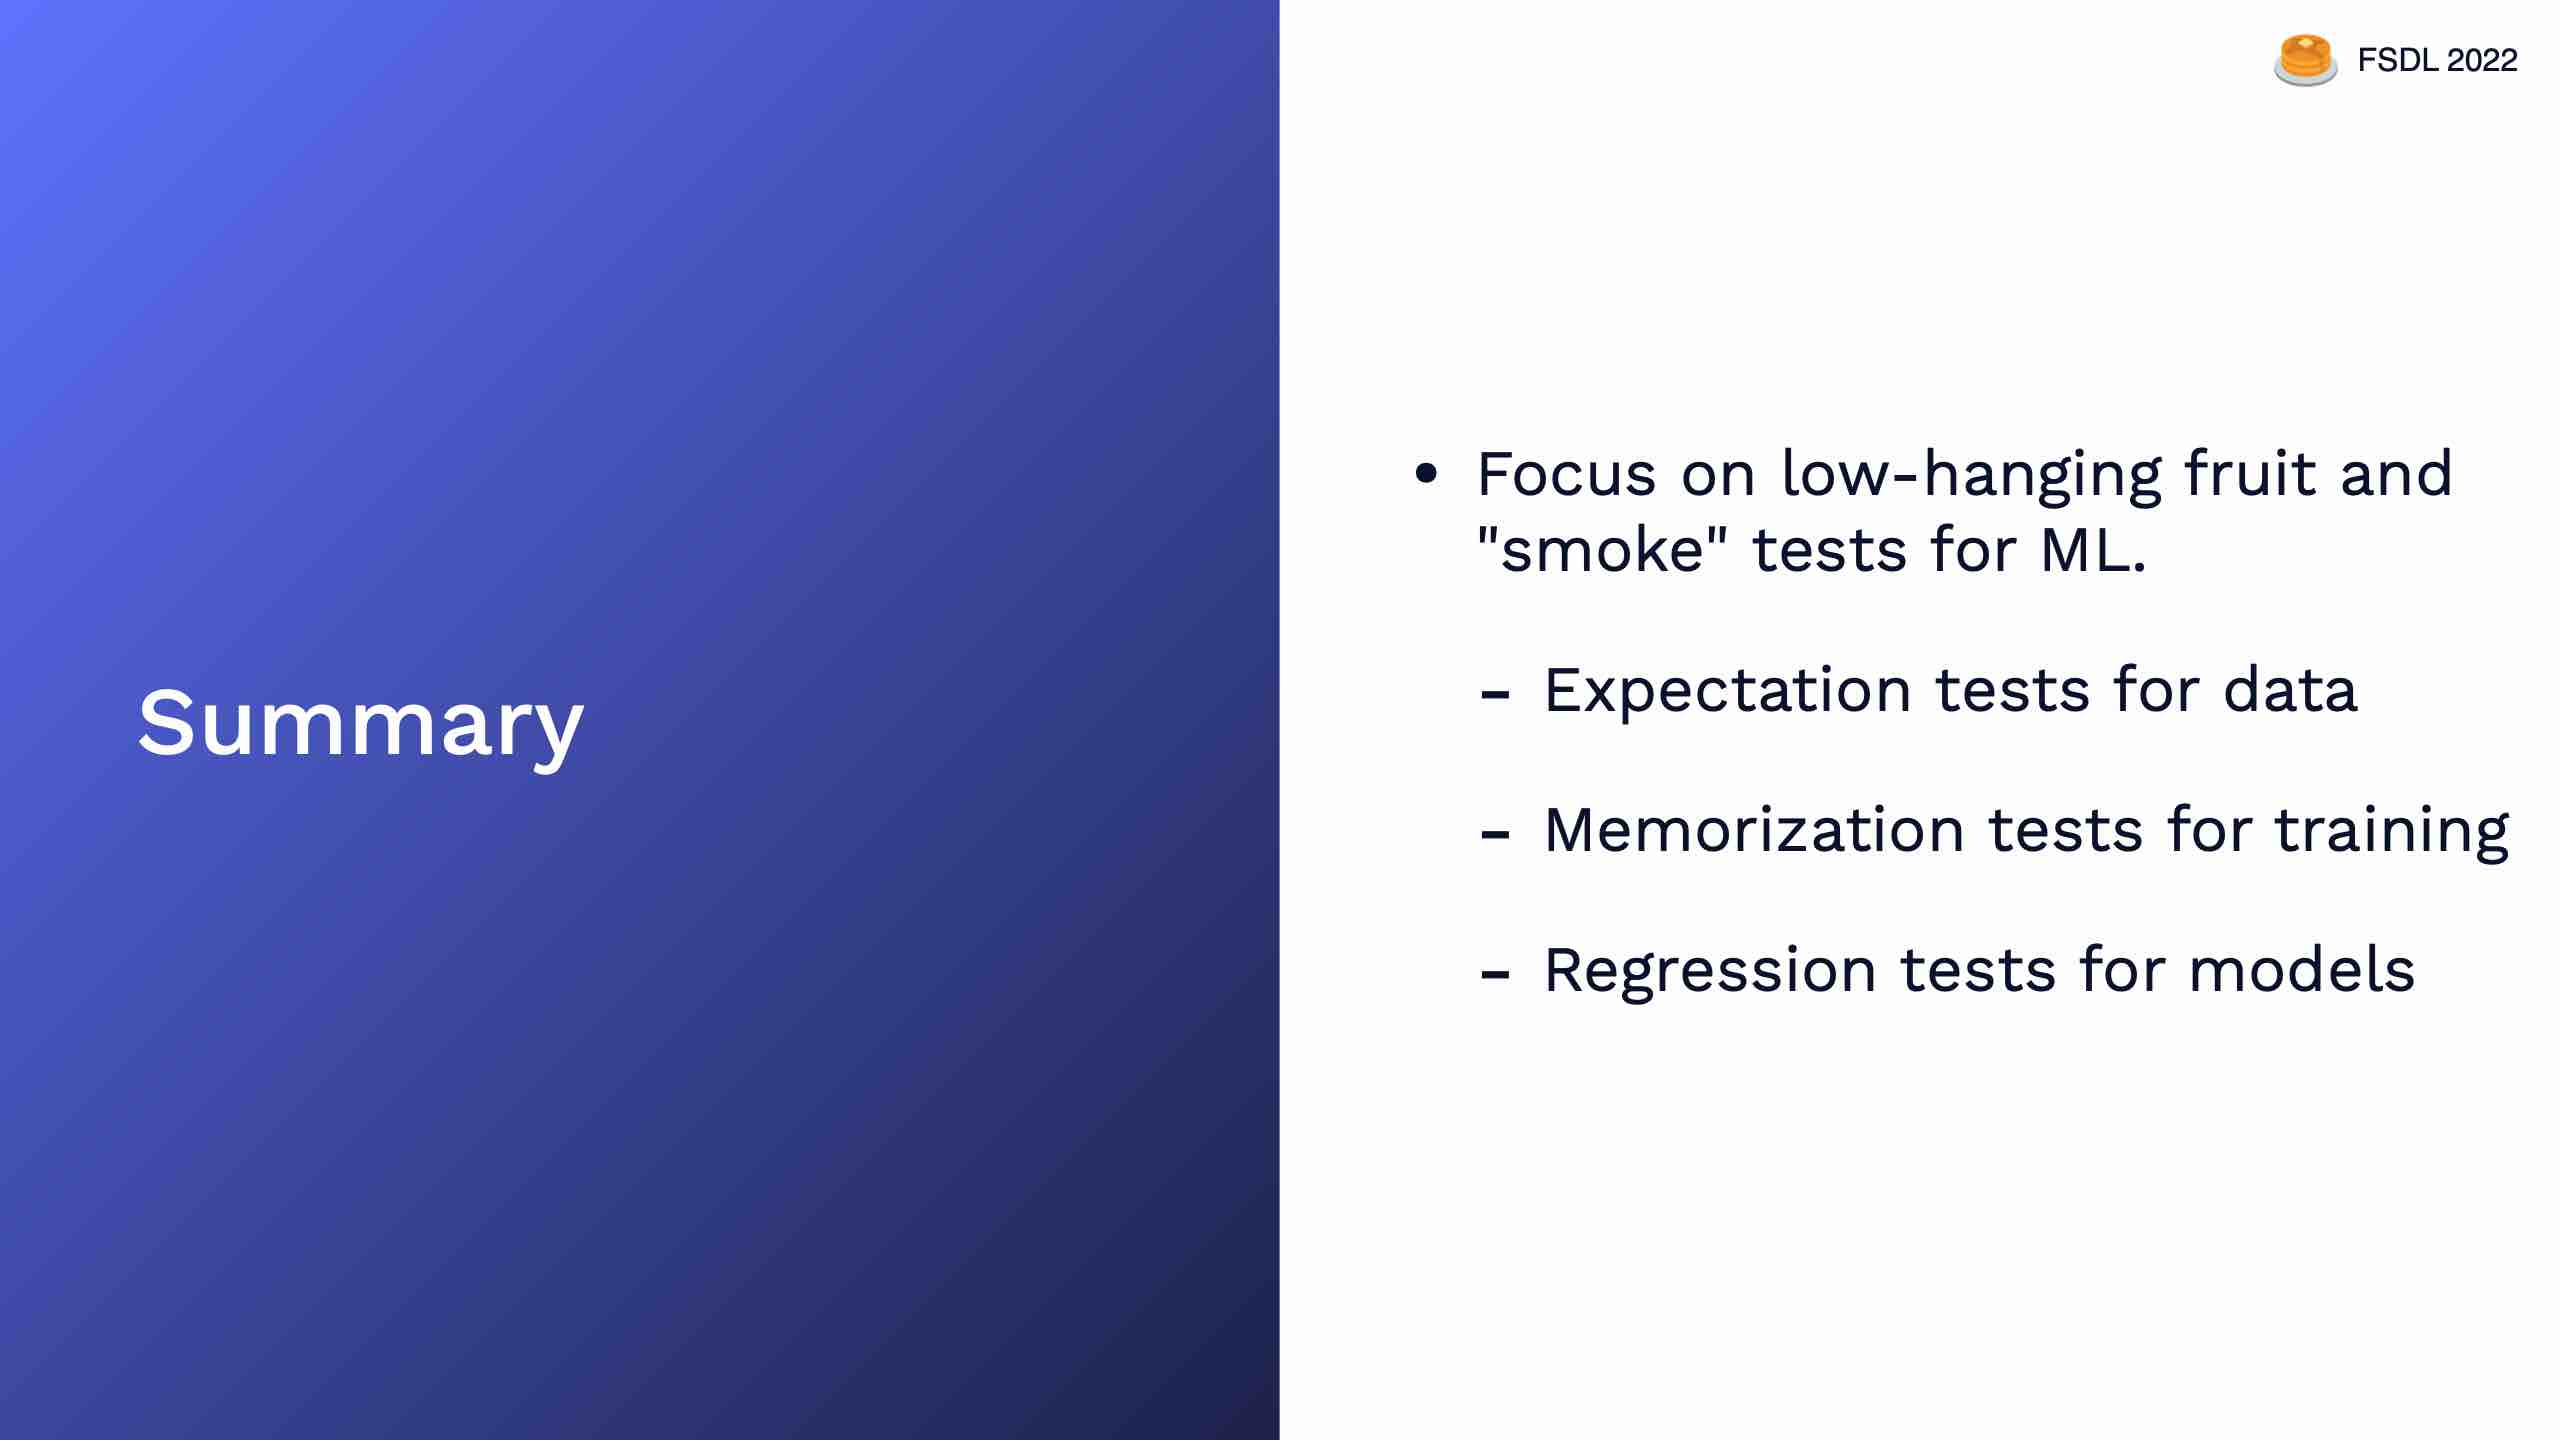 FSDL 2022
Summary
• Focus on low-hanging fruit and
"smoke" tests for ML.
- Expectation tests for data
- Memorization tests for training
- Regression tests for models